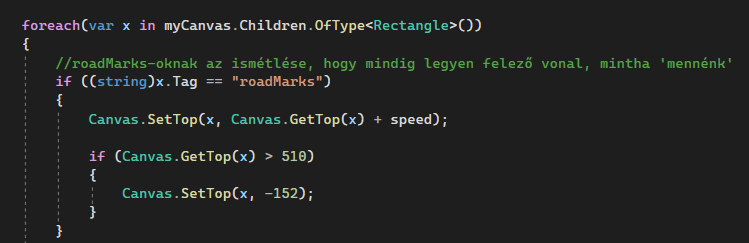 foreach(var x in myCanvas.Children.OfType<Rectangle>())
{
//roadMarks-oknak az ismétlése, hogy mindig legyen felező vonal, mintha 'mennénk'
if ((string)x.Tag == "roadMarks")
{
Canvas.SetTop(x, Canvas.GetTop(x) + speed);
if (Canvas.GetTop(x) > 510)
{
Canvas.SetTop(x, -152);
}
}